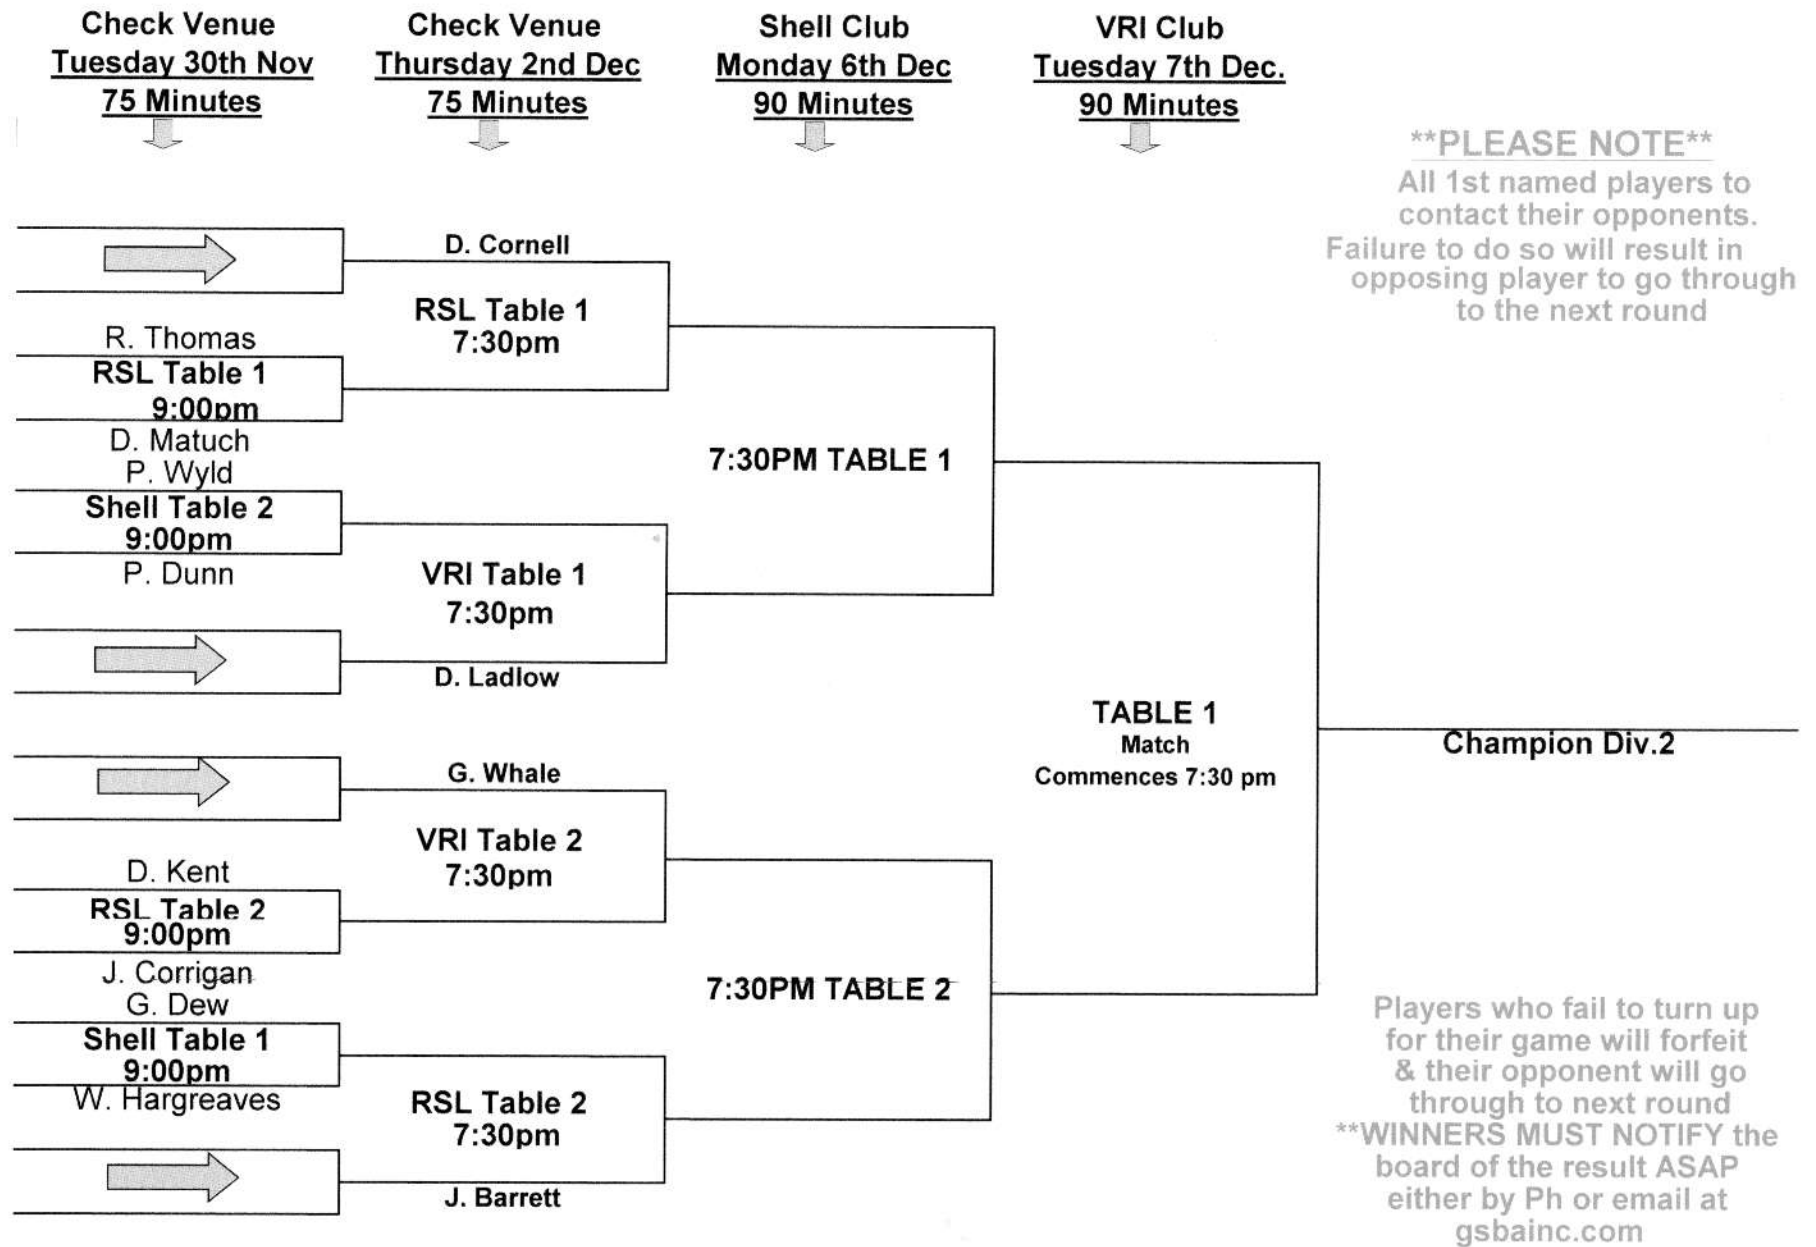 Check Venue
Tuesday 30th Nov
75 Minutes
Check Venue
Thursday 2nd Dec
75 Minutes
Shell Club
Monday 6th Dec
90 Minutes
VRI Club
Tuesday 7th Dec.
90 Minutes
**PLEASE NOTE**
All 1st named players to
contact their opponents.
Failure to do so will result in
opposing player to go through
to the next round
R. Thomas
RSL Table 1
9:00pm
D. Matuch
P. Wyld
Shell Table 2
9:00pm
P. Dunn
D. Kent
RSL Table 2
9:00pm
J. Corrigan
G. Dew
Shell Table 1
9:00pm
W. Hargreaves
D. Cornell
RSL Table 1
7:30pm
VRI Table 1
7:30pm
D. Ladlow
G. Whale
VRI Table 2
7:30pm
RSL Table 2
7:30pm
J. Barrett
7:30PM TABLE 1
7:30PM TABLE 2
TABLE 1
Match
Commences 7:30 pm
Champion Div.2
Players who fail to turn up
for their game will forfeit
& their opponent will go
through to next round
**WINNERS MUST NOTIFY the
board of the result ASAP
either by Ph or email at
gsbainc.com